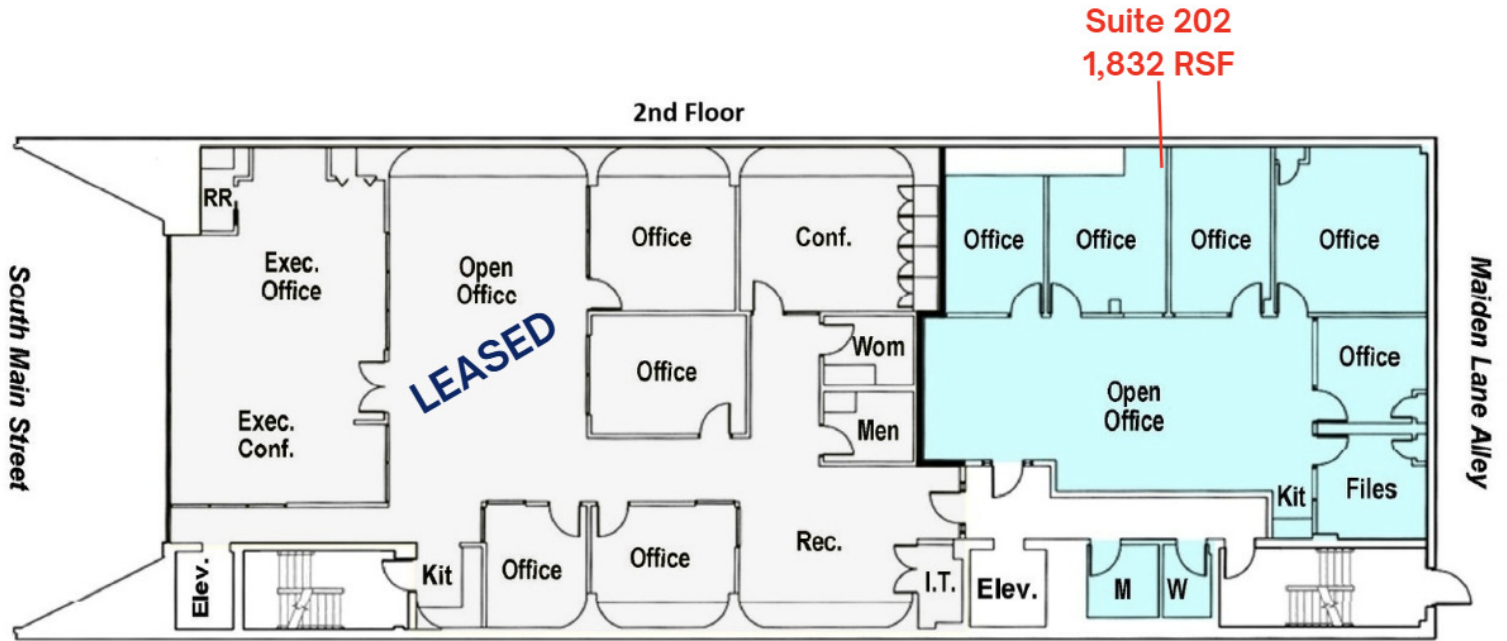 Suite 202
1,832 RSF
2nd Floor
RR
Exec.
Office
Open
Officc
Office
Conf.
Office
Office
Office
Office
South Main Street
Maiden Lane Alley
LEASED
Office
Wom
Office
Open
Office
Exec.
Conf.
Men
Kit
Files
Rec.
Elev.
Kit
Office
Office
I.T.
Elev.
M
W